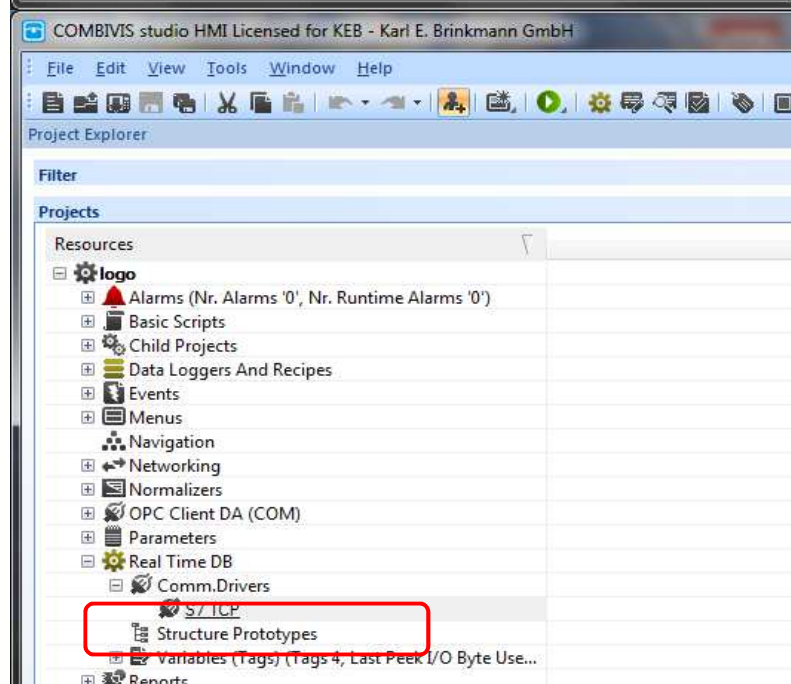 COMBIVIS studio HMI Licensed for KEB - Karl E. Brinkmann GmbH
File Edit View Tools Window Help
Project Explorer
Filter
Projects
Resources
logo
Alarms (Nr. Alarms '0', Nr. Runtime Alarms '0')
Basic Scripts
Child Projects
Data Loggers And Recipes
Events
Menus
Navigation
Networking
Normalizers
OPC Client DA (COM)
Parameters
Real Time DB
Comm.Drivers
S7 TCP
Structure Prototypes
Variables (Tags) (Tags 4, Last Peek I/O Byte Use...
Reports